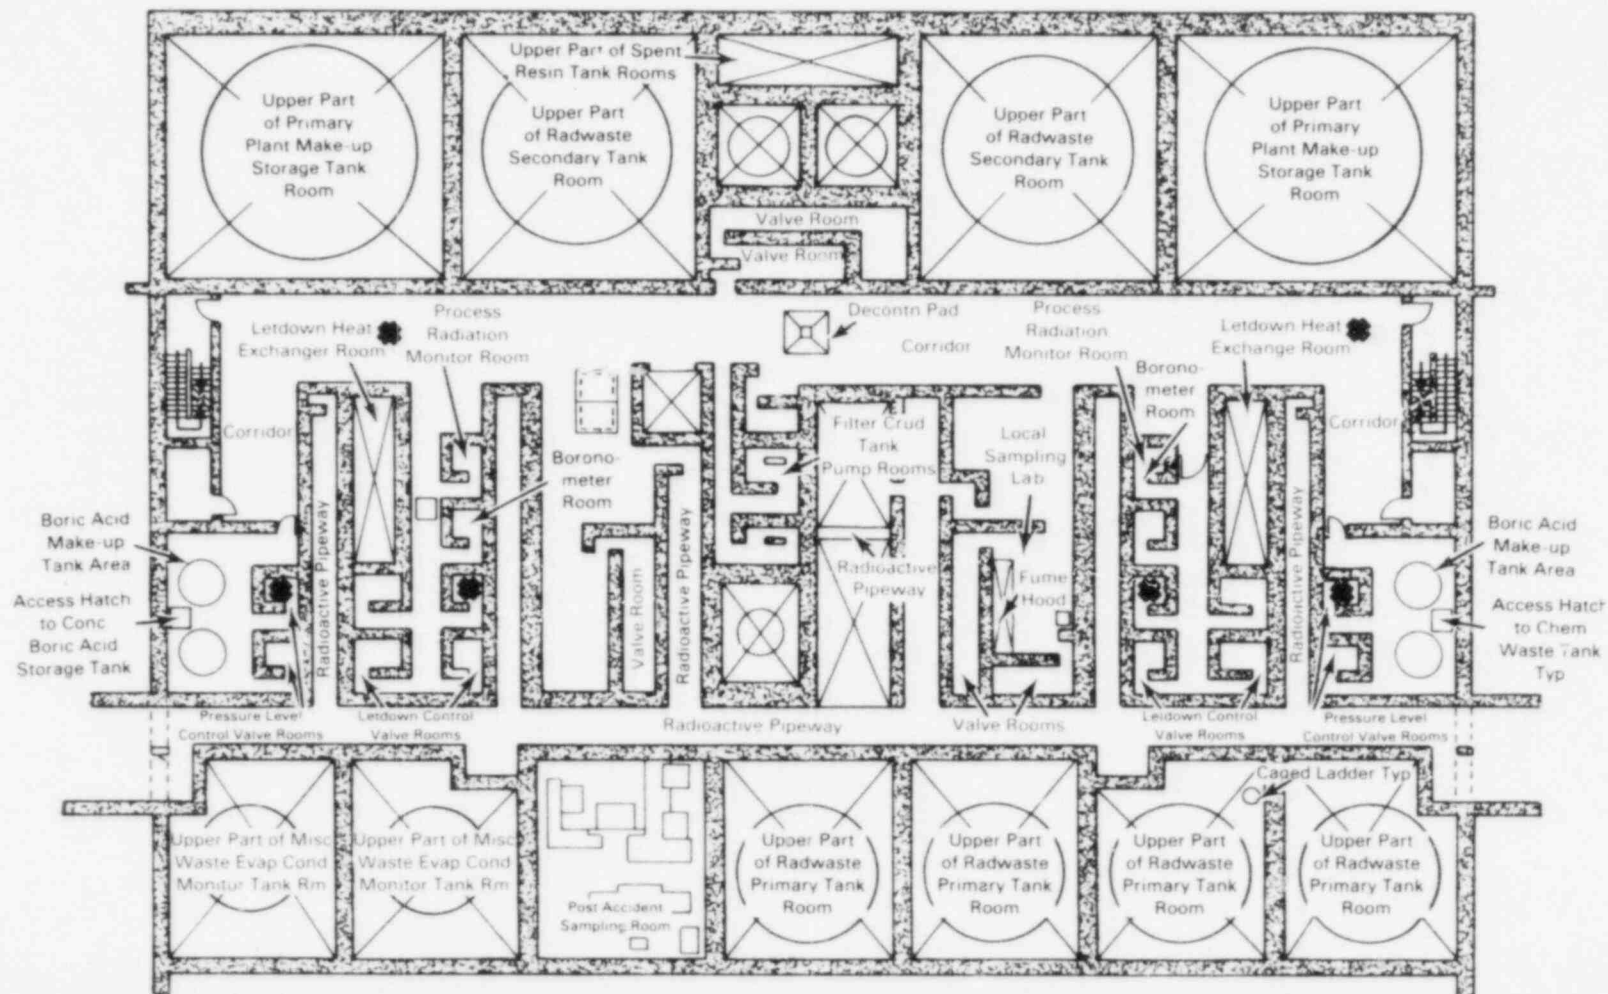 Upper Part of Spent
Resin Tank Rooms
Upper Part
of Primary
Plant Make-up
Storage Tank
Room
Upper Part
of Radwaste
Secondary Tank
Room
Upper Part
of Radwaste
Secondary Tank
Room
Upper Part
of Primary
Plant Make-up
Storage Tank
Room
Valve Room
Valve Room
Letdown Heat
Exchanger Room
Process
Radiation
Monitor Room
Decontn Pad
Corridor
Process
Radiation
Monitor Room
Letdown Heat
Exchange Room
Borono-
meter
Room
Corridor
Filter Crud
Tank
Pump Rooms
Local
Sampling
Lab
Corridor
Borono-
meter
Room
Boric Acid
Make-up
Tank Area
Access Hatch
to Conc
Boric Acid
Storage Tank
Radioactive Pipeway
Valve Room
Radioactive Pipeway
Radioactive
Pipeway
Fume
Hood
Radioactive Pipeway
Boric Acid
Make-up
Tank Area
Access Hatch
to Chem
Waste Tank
Typ
Pressure Level
Control Valve Rooms
Letdown Control
Valve Rooms
Radioactive Pipeway
Valve Rooms
Letdown Control
Valve Rooms
Pressure Level
Control Valve Rooms
Caged Ladder Typ
Upper Part of Misc
Waste Evap Cond
Monitor Tank Rm
Upper Part of Misc
Waste Evap Cond
Monitor Tank Rm
Post Accident
Sampling Room
Upper Part
of Radwaste
Primary Tank
Room
Upper Part
of Radwaste
Primary Tank
Room
Upper Part
of Radwaste
Primary Tank
Room
Upper Part
of Radwaste
Primary Tank
Room